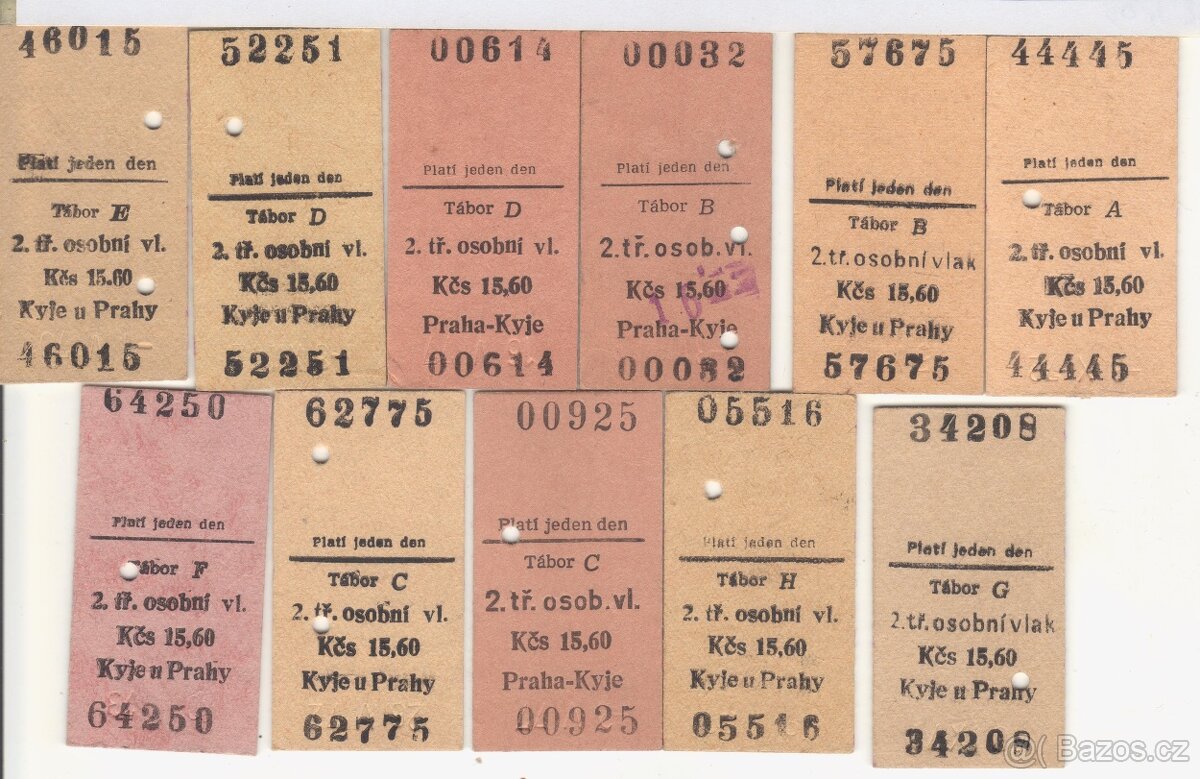 46015
Platí jeden den
Tábor E
2. tř. osobní vl.
Kčs 15.60
Kyje u Prahy
46015
52251
Platí jeden den
Tábor D
2. tř. osobní vl.
Kčs 15,60
Kyje u Prahy
52251
00614
Platí jeden den
Tábor D
2. tř. osobní vl.
Kčs 15,60
Praha-Kyje
00614
00032
Platí jeden den
Tábor B
2. tř. osob. vl.
Kčs 15,60
Praha-Kyje
00032
57675
Platí jeden den
Tábor B
2. tř. osobní vlak
Kčs 15,60
Kyje u Prahy
57675
44445
Platí jeden den
Tábor A
2. tř. osobní vl.
Kčs 15,60
Kyje u Prahy
44445
64250
Platí jeden den
Tábor F
2. tř. osobní vl.
Kčs 15,60
Kyje u Prahy
64250
62775
Platí jeden den
Tábor C
2. tř. osobní vl.
Kčs 15,60
Kyje u Prahy
62775
00925
Platí jeden den
Tábor C
2. tř. osob. vl.
Kčs 15,60
Praha-Kyje
00925
05516
Platí jeden den
Tábor H
2. tř. osobní vl.
Kčs 15,60
Kyje u Prahy
05516
34208
Platí jeden den
Tábor G
2. tř. osobní vlak
Kčs 15,60
Kyje u Prahy
34208
Bazos.cz